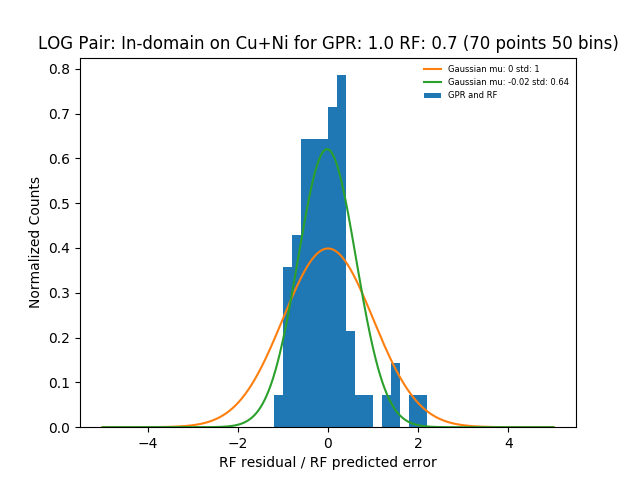 LOG Pair: In-domain on Cu+Ni for GPR: 1.0 RF: 0.7 (70 points 50 bins)
0.8
0.7
0.6
0.5
0.4
0.3
0.2
0.1
0.0
Normalized Counts
Gaussian mu: 0 std: 1
Gaussian mu: -0.02 std: 0.64
GPR and RF
−4 −2 0 2 4
RF residual / RF predicted error